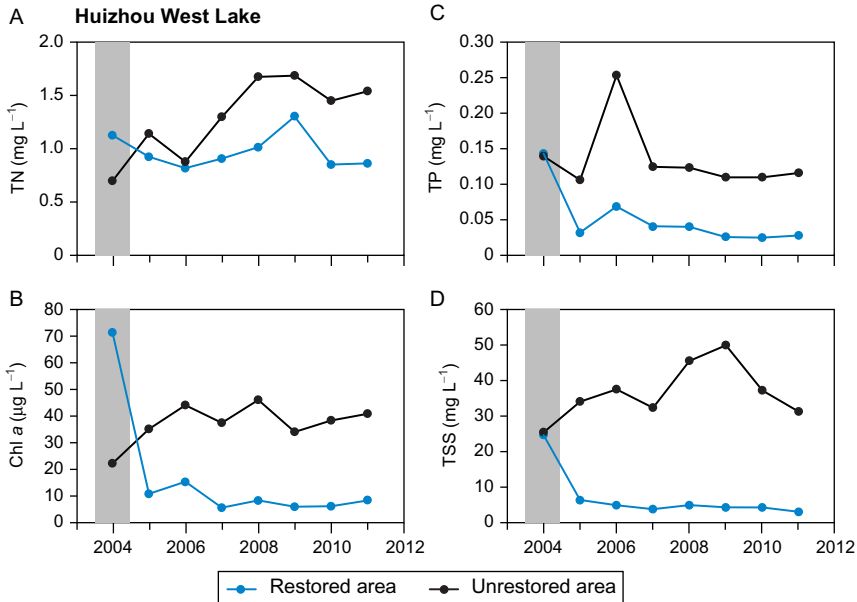 A Huizhou West Lake
TN (mg L⁻¹)
2.0
1.5
1.0
0.5
0
B
Chl a (μg L⁻¹)
80
70
60
50
40
30
20
10
0
2004 2006 2008 2010 2012
C
TP (mg L⁻¹)
0.30
0.25
0.20
0.15
0.10
0.05
0
D
TSS (mg L⁻¹)
60
50
40
30
20
10
0
2004 2006 2008 2010 2012
Restored area Unrestored area